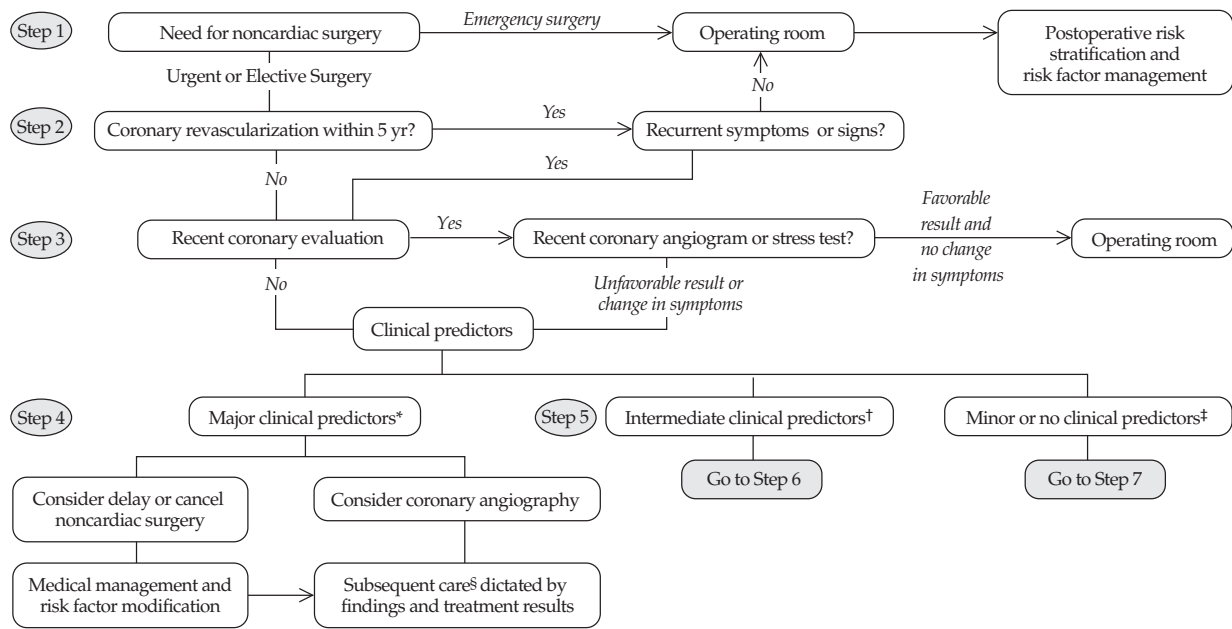 Step 1
Need for noncardiac surgery
Emergency surgery
Operating room
Postoperative risk
stratification and
risk factor management
Urgent or Elective Surgery
No
Step 2
Coronary revascularization within 5 yr?
Yes
Recurrent symptoms or signs?
No
Yes
Step 3
Recent coronary evaluation
Yes
Recent coronary angiogram or stress test?
Favorable
result and
no change
in symptoms
Operating room
No
Unfavorable result or
change in symptoms
Clinical predictors
Step 4
Major clinical predictors*
Step 5
Intermediate clinical predictors†
Minor or no clinical predictors‡
Go to Step 6
Go to Step 7
Consider delay or cancel
noncardiac surgery
Consider coronary angiography
Medical management and
risk factor modification
Subsequent care§ dictated by
findings and treatment results